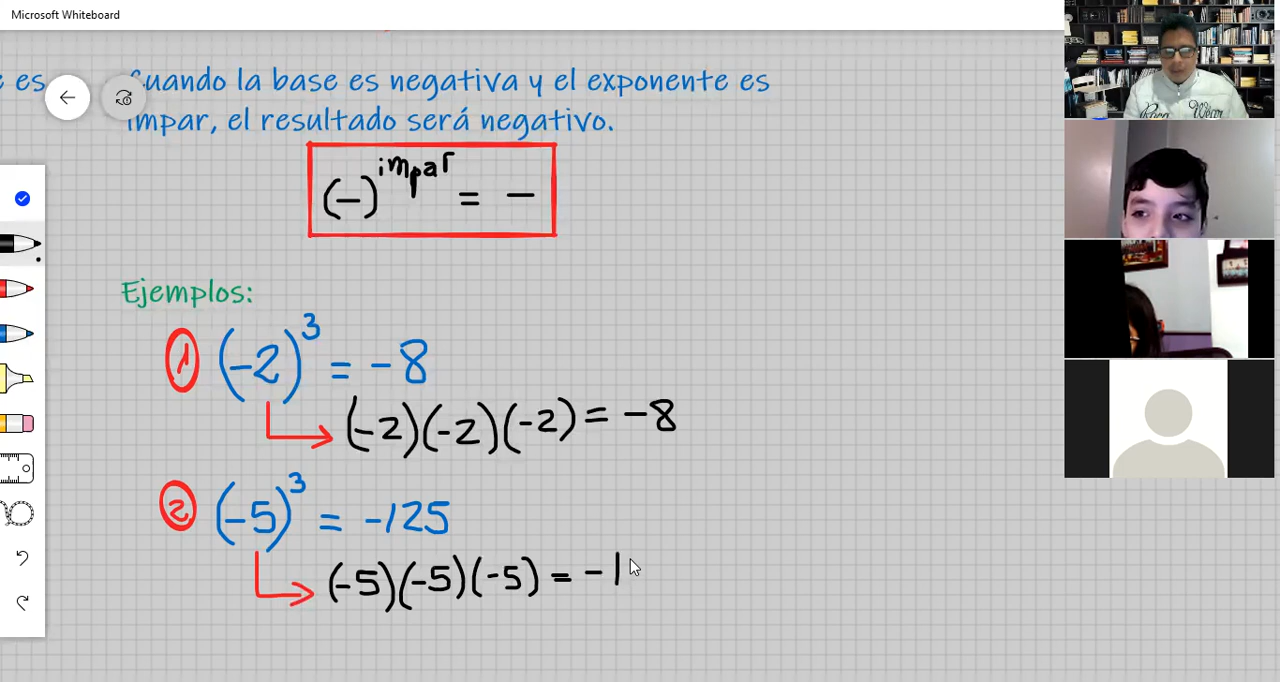 Microsoft Whiteboard
e es
Cuando la base es negativa y el exponente es
impar, el resultado será negativo.
(-)^impar = -
Ejemplos:
1 (-2)^3 = -8
(-2)(-2)(-2) = -8
2 (-5)^3 = -125
(-5)(-5)(-5) = -1